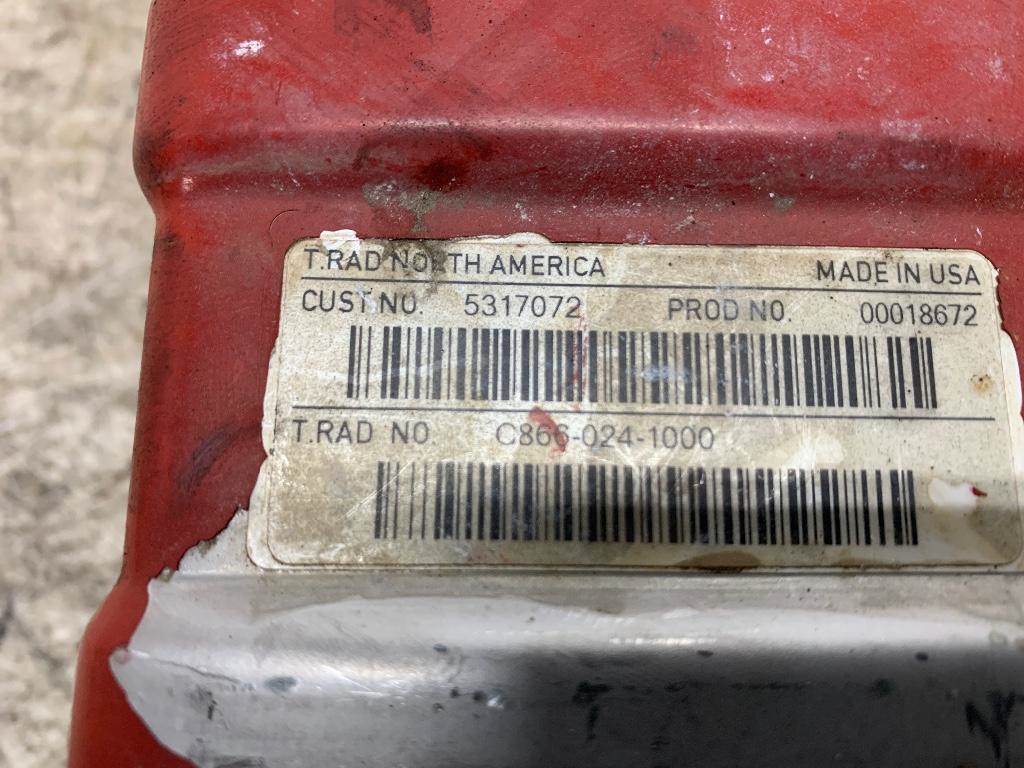 T.RAD NORTH AMERICA MADE IN USA
CUST NO. 5317072 PROD NO. 00018672
T.RAD NO. C866-024-1000